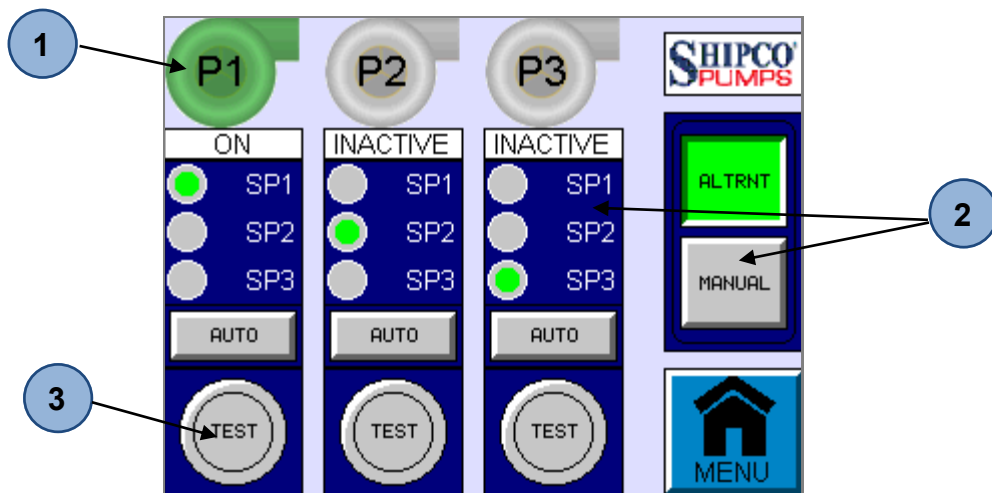 1
P1
P2
P3
SHIPCO
PUMPS
ON
INACTIVE
INACTIVE
SP1
SP1
SP1
ALTRNT
SP2
SP2
SP2
2
SP3
SP3
SP3
MANUAL
AUTO
AUTO
AUTO
3
TEST
TEST
TEST
MENU